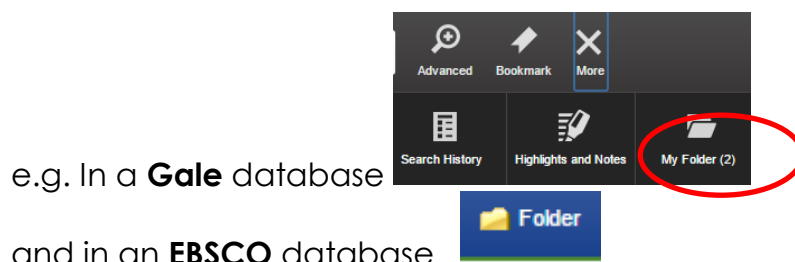 Advanced Bookmark More
Search History Highlights and Notes My Folder (2)
e.g. In a Gale database
Folder
and in an EBSCO database